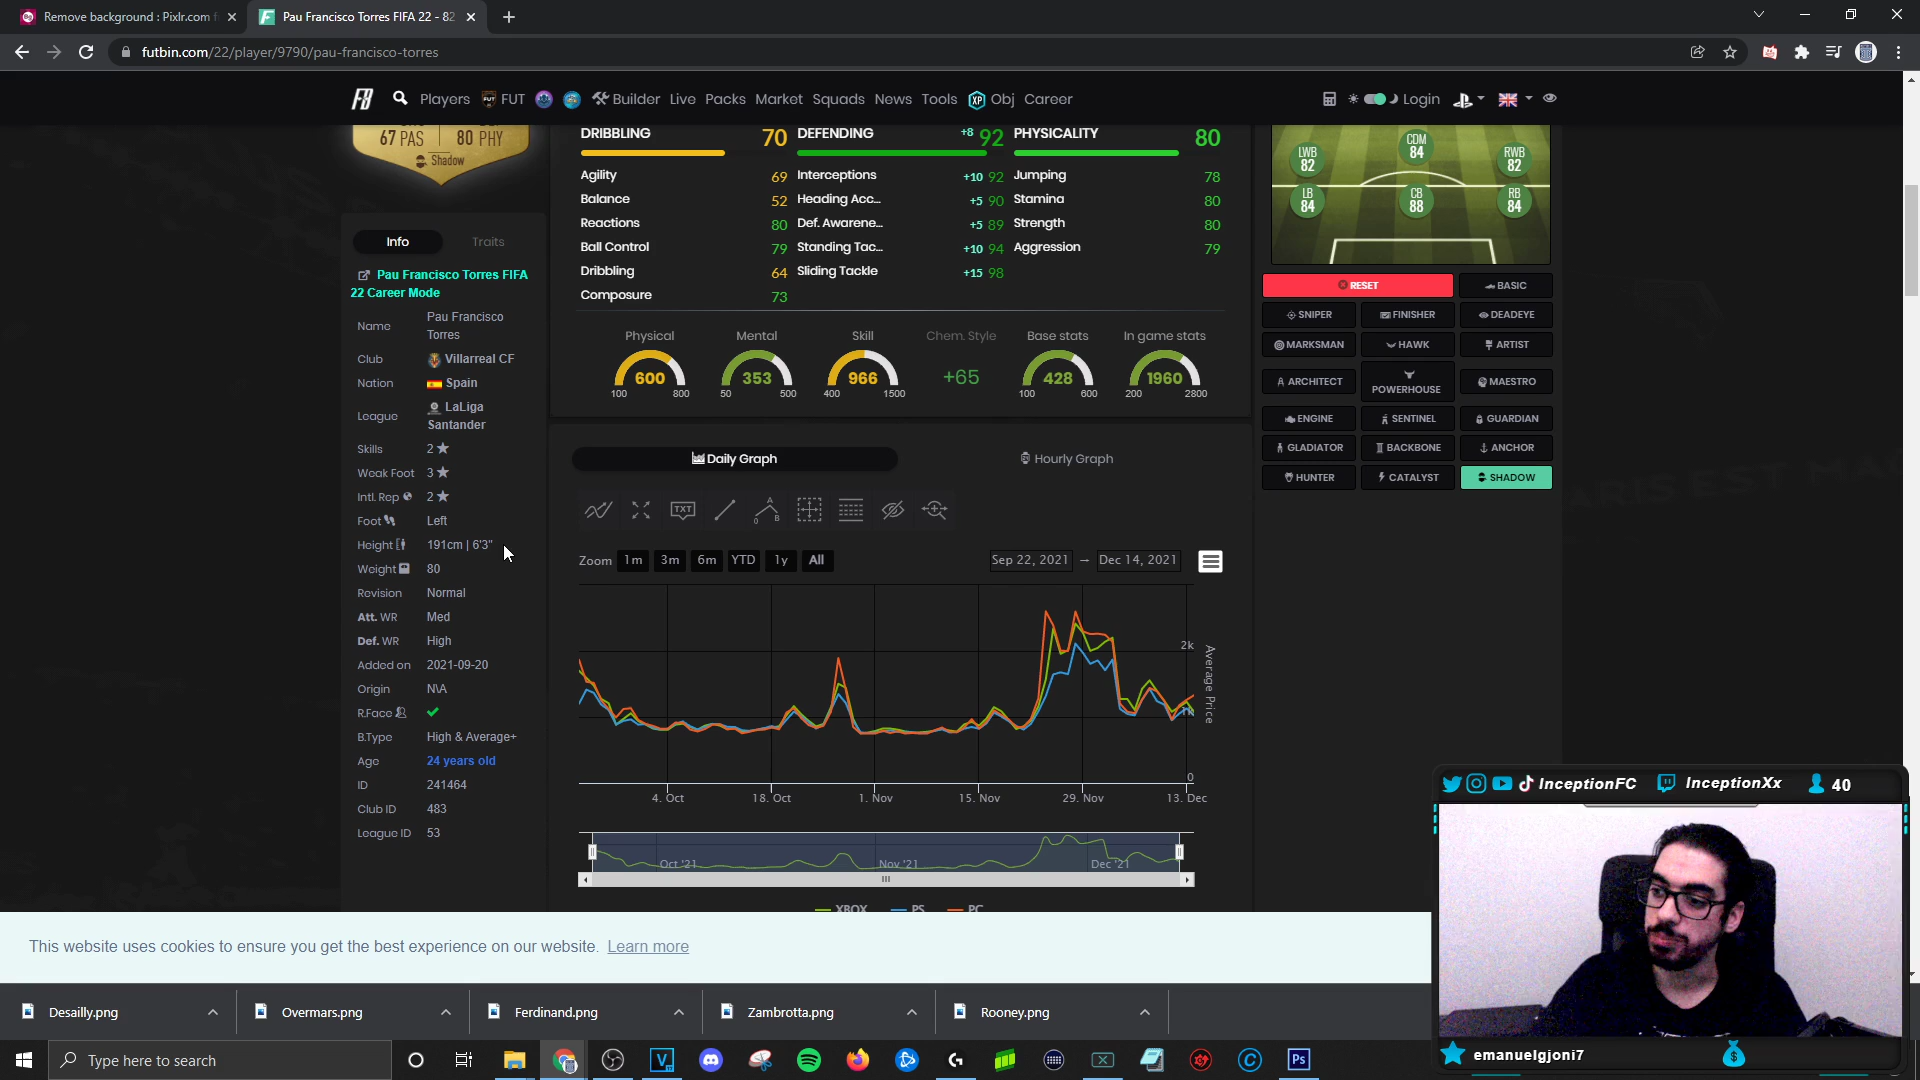 Remove background : Pixlr.com f
Pau Francisco Torres FIFA 22 - 82
futbin.com/22/player/9790/pau-francisco-torres
Players FUT Builder Live Packs Market Squads News Tools XP Obj Career Login
67 PAS 80 PHY
Shadow
DRIBBLING 70 DEFENDING +8 92 PHYSICALITY 80
Agility 69 Interceptions +10 92 Jumping 78
Balance 52 Heading Acc... +5 90 Stamina 80
Reactions 80 Def. Awarene... +5 89 Strength 80
Ball Control 79 Standing Tac... +10 94 Aggression 79
Dribbling 64 Sliding Tackle +15 98
Composure 73
Physical Mental Skill Chem. Style Base stats In game stats
600 353 966 +65 428 1960
100 800 50 500 400 1500 100 600 200 2800
Info Traits
Pau Francisco Torres FIFA
22 Career Mode
Name Pau Francisco
Torres
Club Villarreal CF
Nation Spain
League LaLiga
Santander
Skills 2
Weak Foot 3
Intl. Rep 2
Foot Left
Height 191cm | 6'3"
Weight 80
Revision Normal
Att. WR Med
Def. WR High
Added on 2021-09-20
Origin N\A
R.Face
B.Type High & Average+
Age 24 years old
ID 241464
Club ID 483
League ID 53
Daily Graph Hourly Graph
TXT
A
B
Zoom 1m 3m 6m YTD 1y All Sep 22, 2021 → Dec 14, 2021
2k
1k
0
Average Price
4. Oct 18. Oct 1. Nov 15. Nov 29. Nov 13. Dec
Oct '21 Nov '21 Dec '21
XBOX PS PC
CDM
84
LWB
82
RWB
82
LB
84
CB
88
RB
84
RESET BASIC
SNIPER FINISHER DEADEYE
MARKSMAN HAWK ARTIST
ARCHITECT POWERHOUSE MAESTRO
ENGINE SENTINEL GUARDIAN
GLADIATOR BACKBONE ANCHOR
HUNTER CATALYST SHADOW
This website uses cookies to ensure you get the best experience on our website. Learn more
InceptionFC InceptionXx 40
emanuelgjoni7
Desailly.png Overmars.png Ferdinand.png Zambrotta.png Rooney.png
Type here to search
Ps